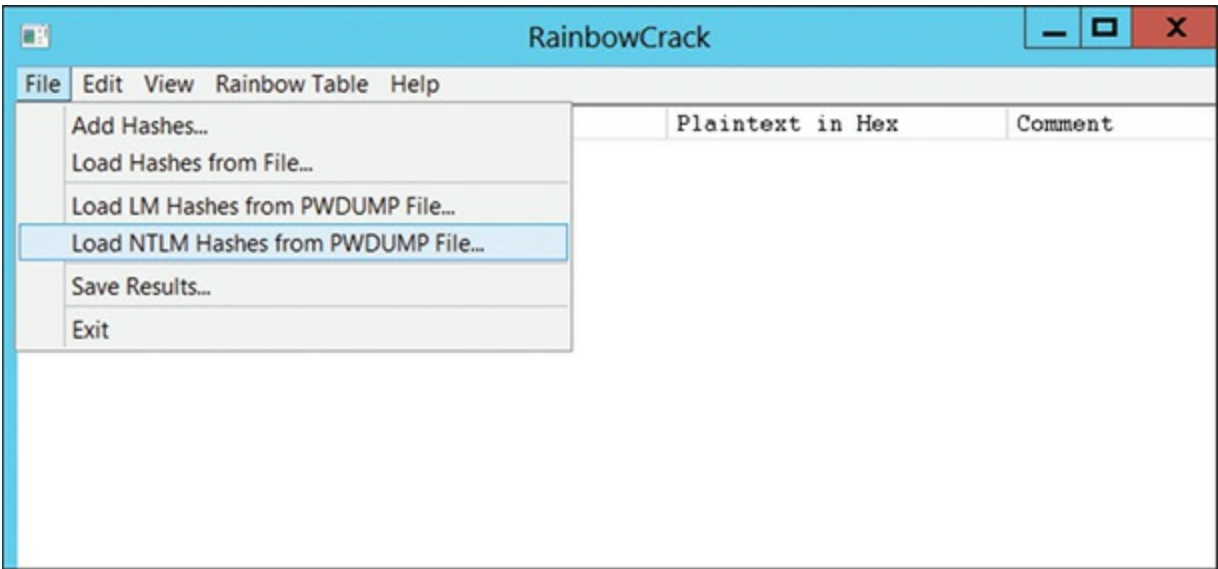 RainbowCrack
File Edit View Rainbow Table Help
Plaintext in Hex Comment
Add Hashes...
Load Hashes from File...
Load LM Hashes from PWDUMP File...
Load NTLM Hashes from PWDUMP File...
Save Results...
Exit